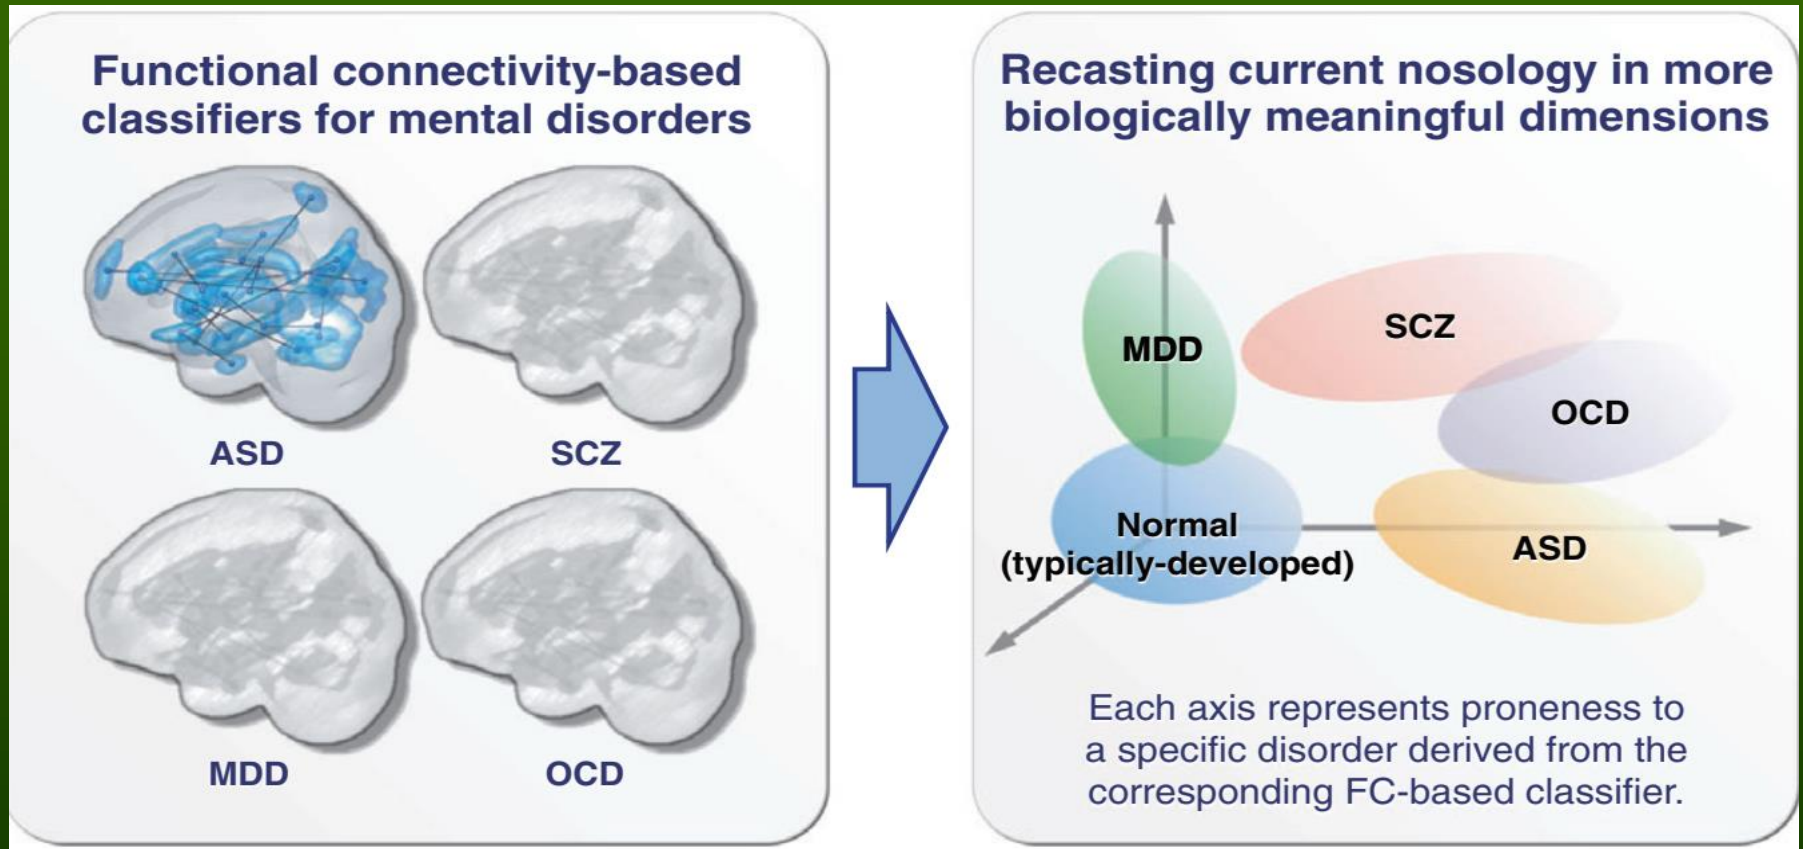 Functional connectivity-based
classifiers for mental disorders
ASD
SCZ
MDD
OCD
Recasting current nosology in more
biologically meaningful dimensions
MDD
SCZ
OCD
Normal
(typically-developed)
ASD
Each axis represents proneness to
a specific disorder derived from the
corresponding FC-based classifier.